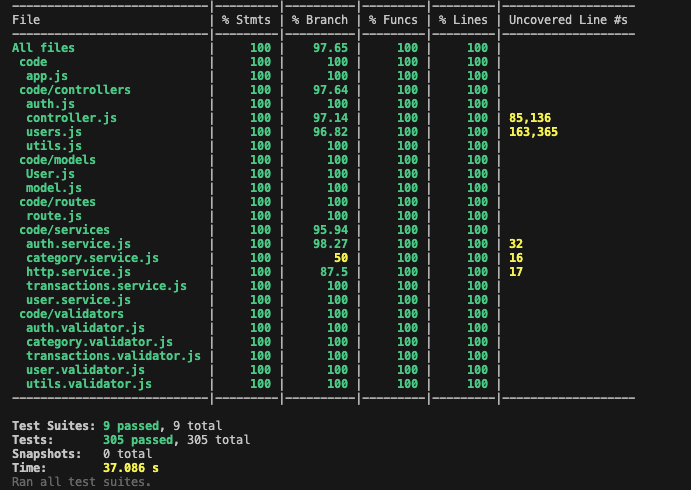 -----------------------------|---------|----------|---------|---------|-------------------
File                         | % Stmts | % Branch | % Funcs | % Lines | Uncovered Line #s
-----------------------------|---------|----------|---------|---------|-------------------
All files                    |     100 |    97.65 |     100 |     100 |
 code                        |     100 |      100 |     100 |     100 |
  app.js                     |     100 |      100 |     100 |     100 |
 code/controllers            |     100 |    97.64 |     100 |     100 |
  auth.js                    |     100 |      100 |     100 |     100 |
  controller.js              |     100 |    97.14 |     100 |     100 | 85,136
  users.js                   |     100 |    96.82 |     100 |     100 | 163,365
  utils.js                   |     100 |      100 |     100 |     100 |
 code/models                 |     100 |      100 |     100 |     100 |
  User.js                    |     100 |      100 |     100 |     100 |
  model.js                   |     100 |      100 |     100 |     100 |
 code/routes                 |     100 |      100 |     100 |     100 |
  route.js                   |     100 |      100 |     100 |     100 |
 code/services               |     100 |    95.94 |     100 |     100 |
  auth.service.js            |     100 |    98.27 |     100 |     100 | 32
  category.service.js        |     100 |       50 |     100 |     100 | 16
  http.service.js            |     100 |     87.5 |     100 |     100 | 17
  transactions.service.js    |     100 |      100 |     100 |     100 |
  user.service.js            |     100 |      100 |     100 |     100 |
 code/validators             |     100 |      100 |     100 |     100 |
  auth.validator.js          |     100 |      100 |     100 |     100 |
  category.validator.js      |     100 |      100 |     100 |     100 |
  transactions.validator.js  |     100 |      100 |     100 |     100 |
  user.validator.js          |     100 |      100 |     100 |     100 |
  utils.validator.js         |     100 |      100 |     100 |     100 |
-----------------------------|---------|----------|---------|---------|-------------------
Test Suites: 9 passed, 9 total
Tests:       305 passed, 305 total
Snapshots:   0 total
Time:        37.086 s
Ran all test suites.